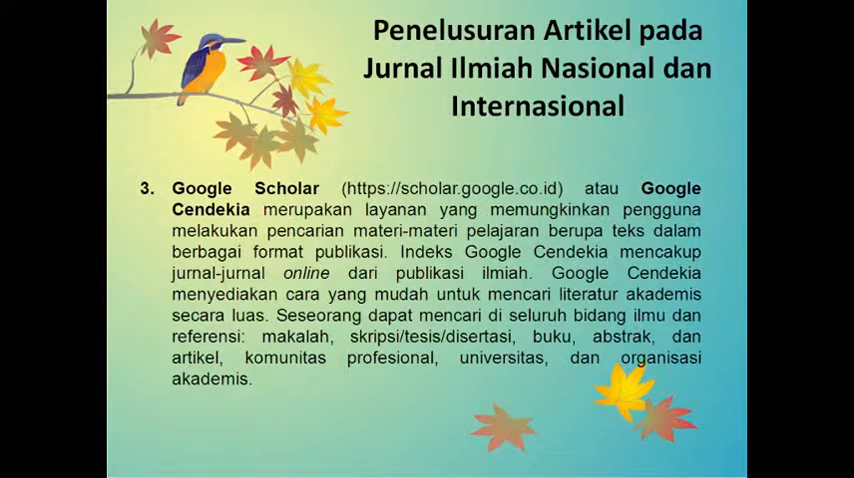 Penelusuran Artikel pada
Jurnal Ilmiah Nasional dan
Internasional
3. Google Scholar (https://scholar.google.co.id) atau Google
Cendekia merupakan layanan yang memungkinkan pengguna
melakukan pencarian materi-materi pelajaran berupa teks dalam
berbagai format publikasi. Indeks Google Cendekia mencakup
jurnal-jurnal online dari publikasi ilmiah. Google Cendekia
menyediakan cara yang mudah untuk mencari literatur akademis
secara luas. Seseorang dapat mencari di seluruh bidang ilmu dan
referensi: makalah, skripsi/tesis/disertasi, buku, abstrak, dan
artikel, komunitas profesional, universitas, dan organisasi
akademis.